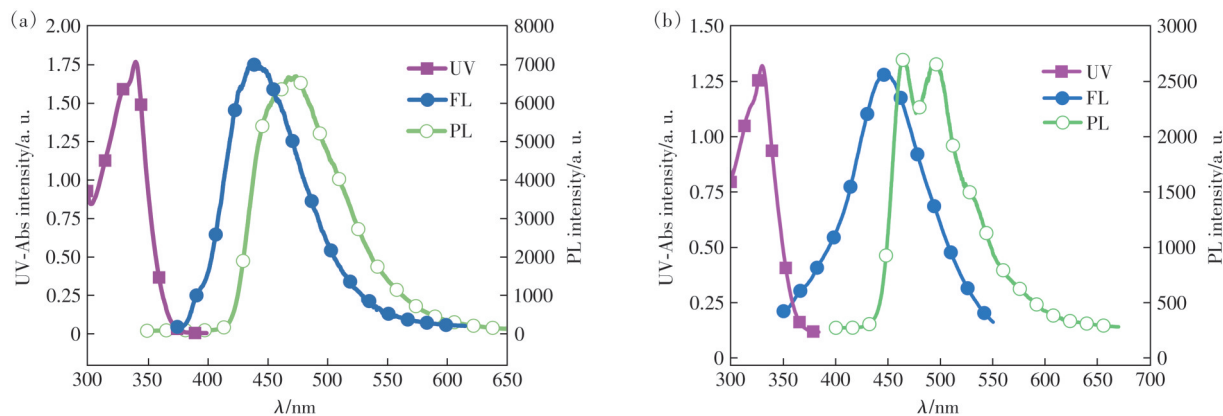 (a)
2.00
1.75
1.50
1.25
1.00
0.75
0.50
0.25
0
UV-Abs intensity/a. u.
8000
7000
6000
5000
4000
3000
2000
1000
0
PL intensity/a. u.
UV
FL
PL
300 350 400 450 500 550 600 650
λ/nm
(b)
1.50
1.25
1.00
0.75
0.50
0.25
0
UV-Abs intensity/a. u.
3000
2500
2000
1500
1000
500
0
PL intensity/a. u.
UV
FL
PL
300 350 400 450 500 550 600 650 700
λ/nm